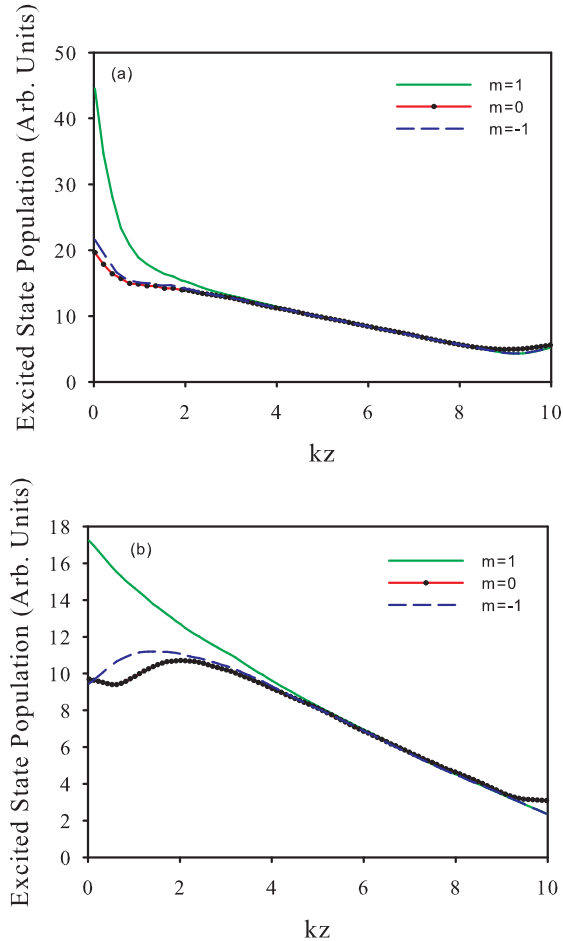 Excited State Population (Arb. Units)
(a)
m=1
m=0
m=-1
50
40
30
20
10
0
0 2 4 6 8 10
kz
Excited State Population (Arb. Units)
(b)
m=1
m=0
m=-1
18
16
14
12
10
8
6
4
2
0
0 2 4 6 8 10
kz